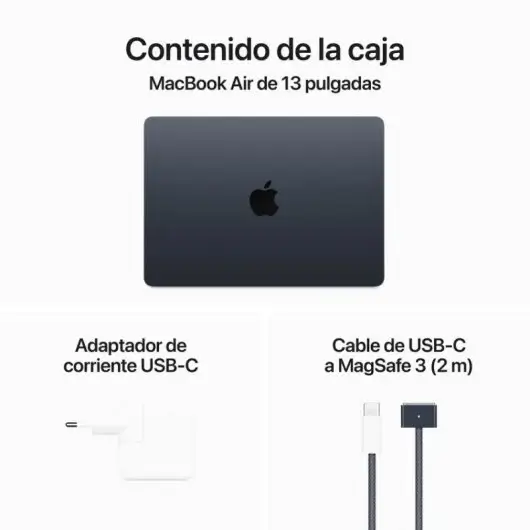 Contenido de la caja
MacBook Air de 13 pulgadas
Adaptador de
corriente USB-C
Cable de USB-C
a MagSafe 3 (2 m)